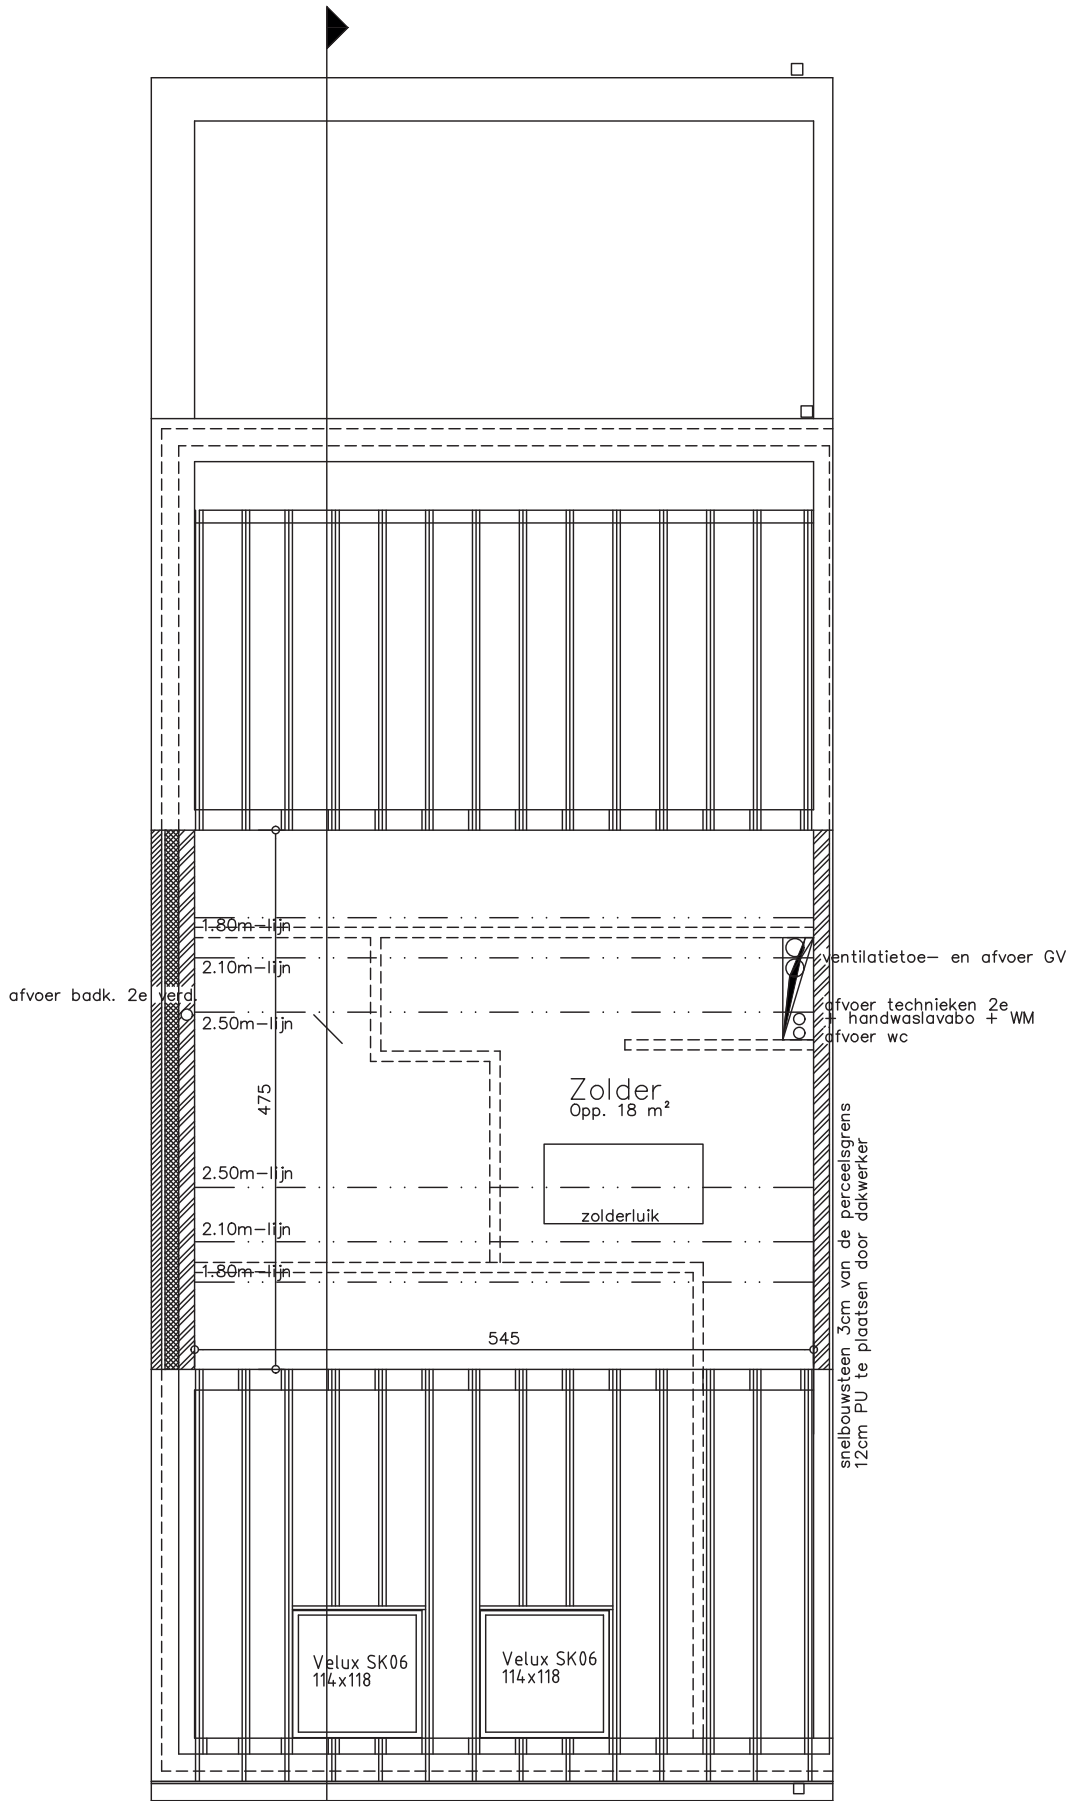 1.80m-lijn
2.10m-lijn
ventilatietoe- en afvoer GV
afvoer badk. 2e verd.
afvoer technieken 2e
+ handwaslavabo + WM
2.50m-lijn
afvoer wc
475
Zolder
Opp. 18 m²
2.50m-lijn
zolderluik
2.10m-lijn
1.80m-lijn
snelbouwsteen 3cm van de perceelsgrens
12cm PU te plaatsen door dakwerker
545
Velux SK06
114x118
Velux SK06
114x118